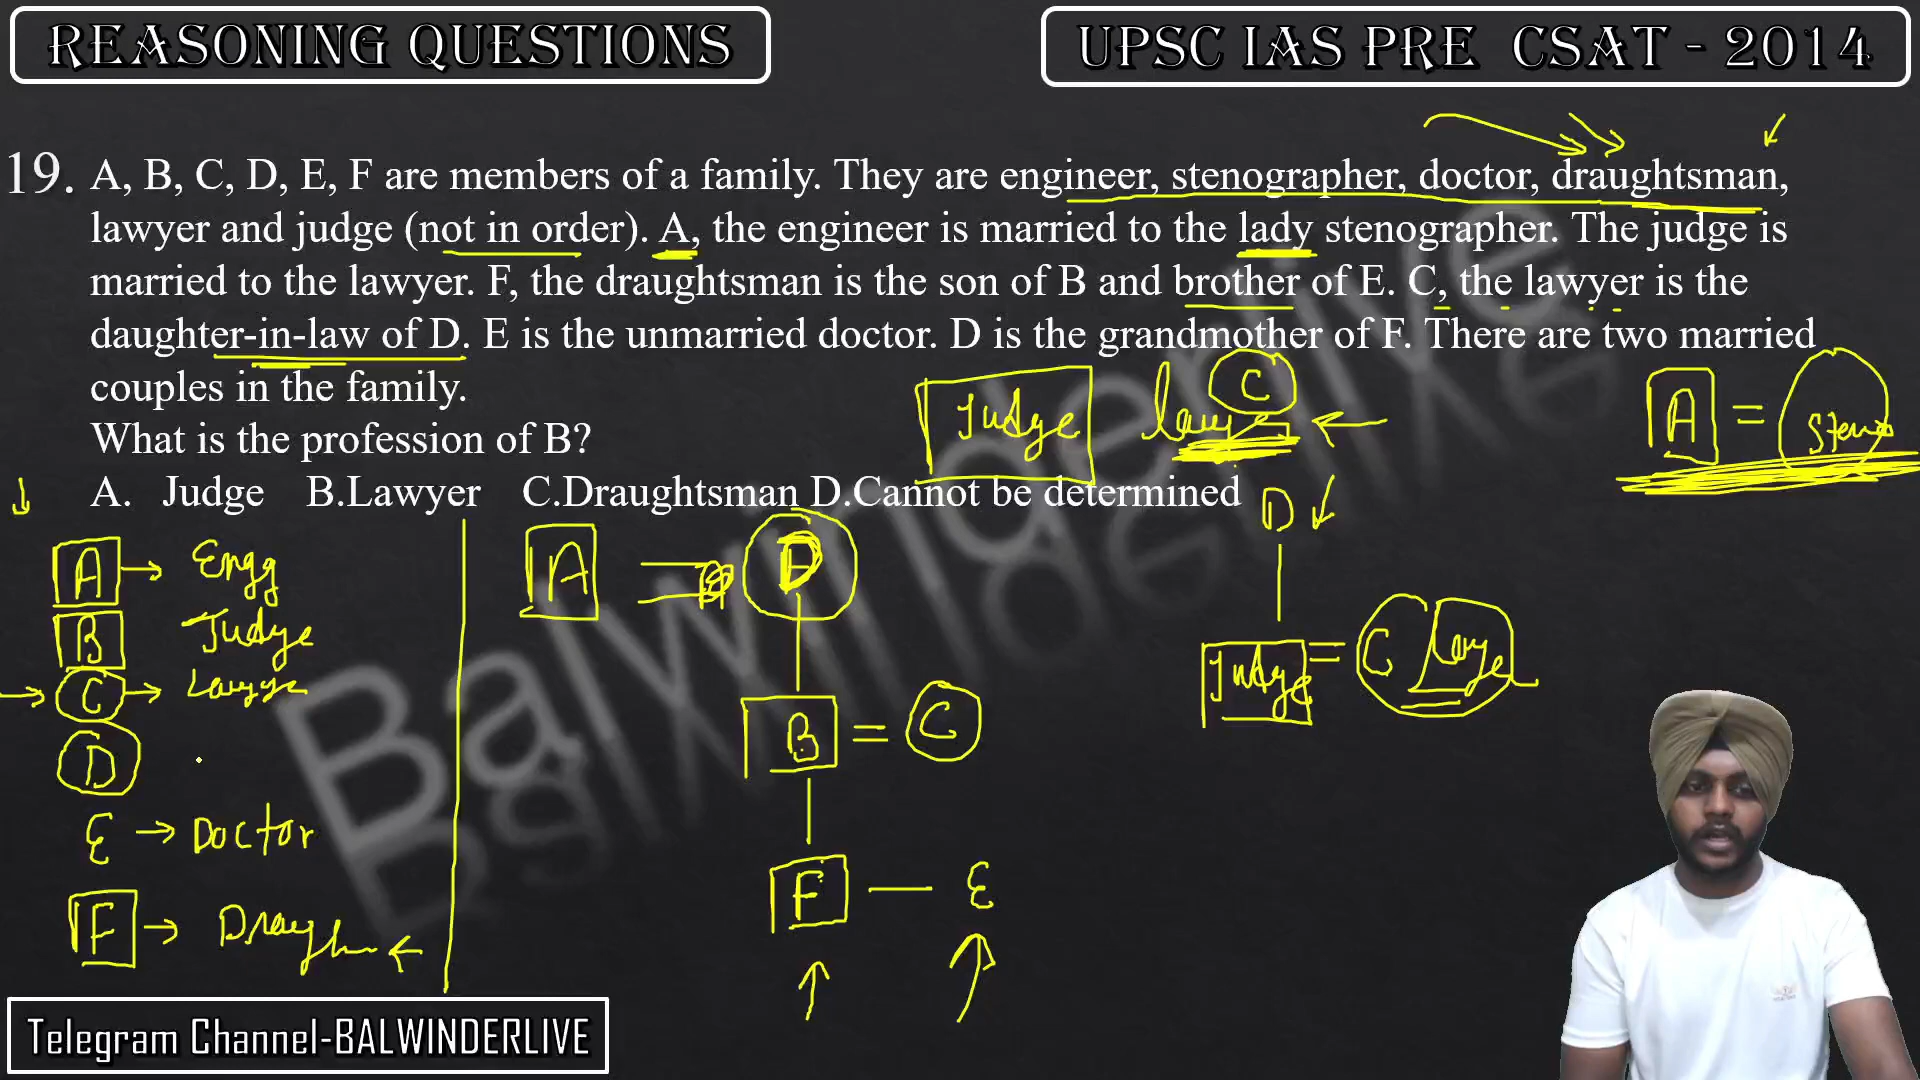 REASONING QUESTIONS
UPSC IAS PRE CSAT - 2014
19. A, B, C, D, E, F are members of a family. They are engineer, stenographer, doctor, draughtsman,
lawyer and judge (not in order). A, the engineer is married to the lady stenographer. The judge is
married to the lawyer. F, the draughtsman is the son of B and brother of E. C, the lawyer is the
daughter-in-law of D. E is the unmarried doctor. D is the grandmother of F. There are two married
couples in the family.
What is the profession of B?
A. Judge B.Lawyer C.Draughtsman D.Cannot be determined
Judge
C
A =
D
A → Engg
B Judge
C →
D
E → Doctor
F →
A = D
B = C
F — E
Judge = C
Balwinderlive
Telegram Channel-BALWINDERLIVE